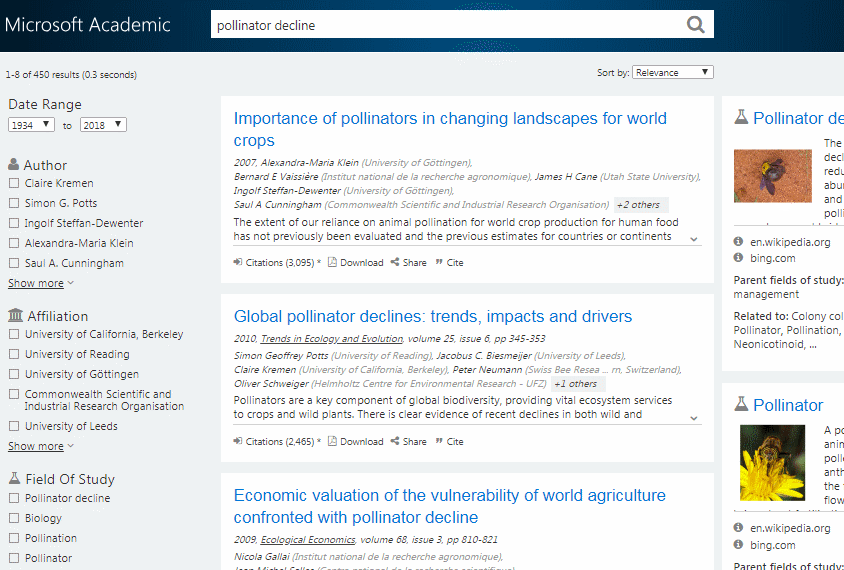 Microsoft Academic
pollinator decline
1-8 of 450 results (0.3 seconds)
Sort by: Relevance
Date Range
1934 to 2018
Author
Claire Kremen
Simon G. Potts
Ingolf Steffan-Dewenter
Alexandra-Maria Klein
Saul A. Cunningham
Show more
Affiliation
University of California, Berkeley
University of Reading
University of Göttingen
Commonwealth Scientific and
Industrial Research Organisation
University of Leeds
Show more
Field Of Study
Pollinator decline
Biology
Pollination
Pollinator
Importance of pollinators in changing landscapes for world
crops
2007, Alexandra-Maria Klein (University of Göttingen),
Bernard E Vaissière (Institut national de la recherche agronomique), James H Cane (Utah State University),
Ingolf Steffan-Dewenter (University of Göttingen),
Saul A Cunningham (Commonwealth Scientific and Industrial Research Organisation) +2 others
The extent of our reliance on animal pollination for world crop production for human food
has not previously been evaluated and the previous estimates for countries or continents
Citations (3,095) * Download Share Cite
Global pollinator declines: trends, impacts and drivers
2010, Trends in Ecology and Evolution, volume 25, issue 6, pp 345-353
Simon Geoffrey Potts (University of Reading), Jacobus C. Biesmeijer (University of Leeds),
Claire Kremen (University of California, Berkeley), Peter Neumann (Swiss Bee Resea ... rn, Switzerland),
Oliver Schweiger (Helmholtz Centre for Environmental Research - UFZ) +1 others
Pollinators are a key component of global biodiversity, providing vital ecosystem services
to crops and wild plants. There is clear evidence of recent declines in both wild and
Citations (2,465) * Download Share Cite
Economic valuation of the vulnerability of world agriculture
confronted with pollinator decline
2009, Ecological Economics, volume 68, issue 3, pp 810-821
Nicola Gallai (Institut national de la recherche agronomique),
Pollinator de
The
decl
redu
abu
and
polli
en.wikipedia.org
bing.com
Parent fields of study:
management
Related to: Colony col
Pollinator, Pollination,
Neonicotinoid, ...
Pollinator
A po
anim
polle
anth
the
flow
en.wikipedia.org
bing.com
Parent fields of study: